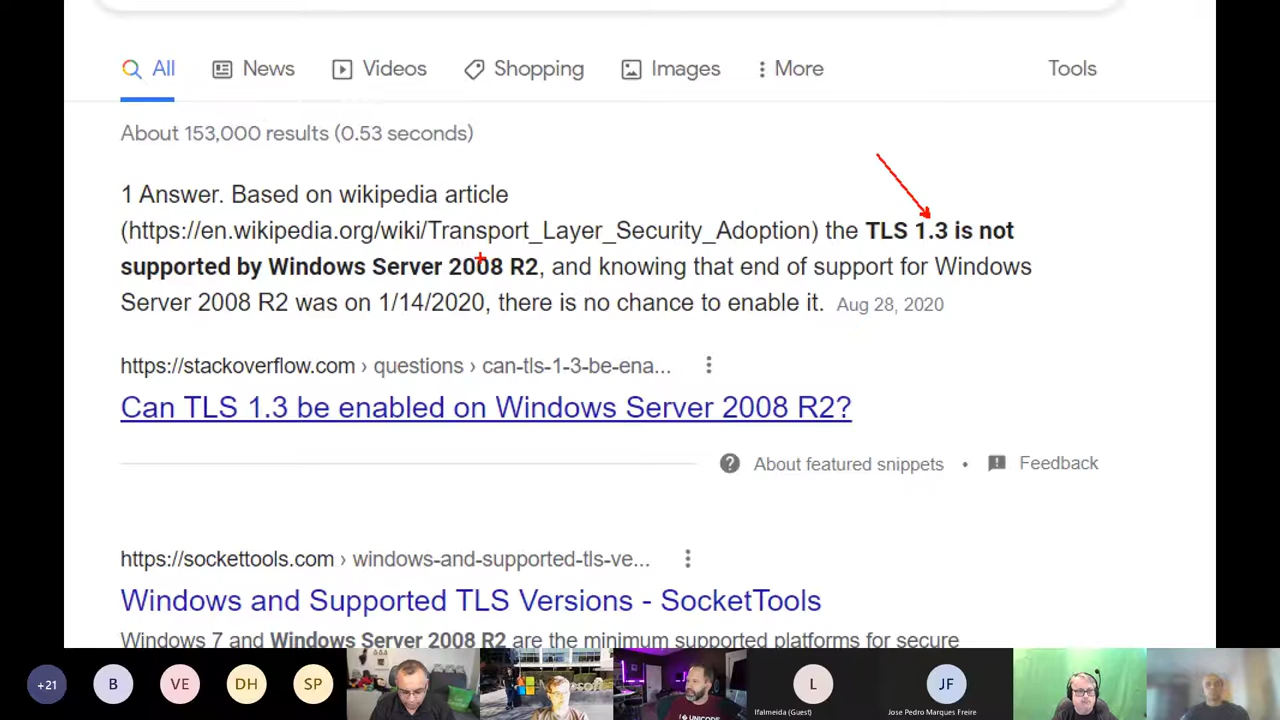 All News Videos Shopping Images More Tools
About 153,000 results (0.53 seconds)
1 Answer. Based on wikipedia article
(https://en.wikipedia.org/wiki/Transport_Layer_Security_Adoption) the TLS 1.3 is not
supported by Windows Server 2008 R2, and knowing that end of support for Windows
Server 2008 R2 was on 1/14/2020, there is no chance to enable it. Aug 28, 2020
https://stackoverflow.com › questions › can-tls-1-3-be-ena...
Can TLS 1.3 be enabled on Windows Server 2008 R2?
About featured snippets • Feedback
https://sockettools.com › windows-and-supported-tls-ve...
Windows and Supported TLS Versions - SocketTools
Windows 7 and Windows Server 2008 R2 are the minimum supported platforms for secure
+21 B VE DH SP L JF
Microsoft
UNICODE
lfalmeida (Guest) Jose Pedro Marques Freire